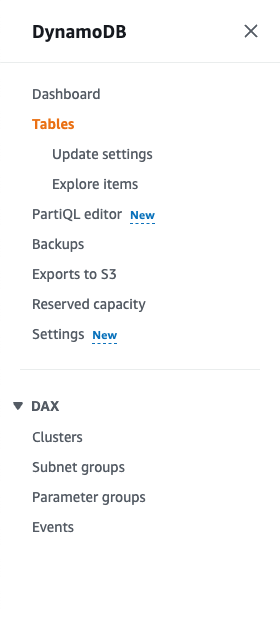 DynamoDB
Dashboard
Tables
Update settings
Explore items
PartiQL editor New
Backups
Exports to S3
Reserved capacity
Settings New
DAX
Clusters
Subnet groups
Parameter groups
Events